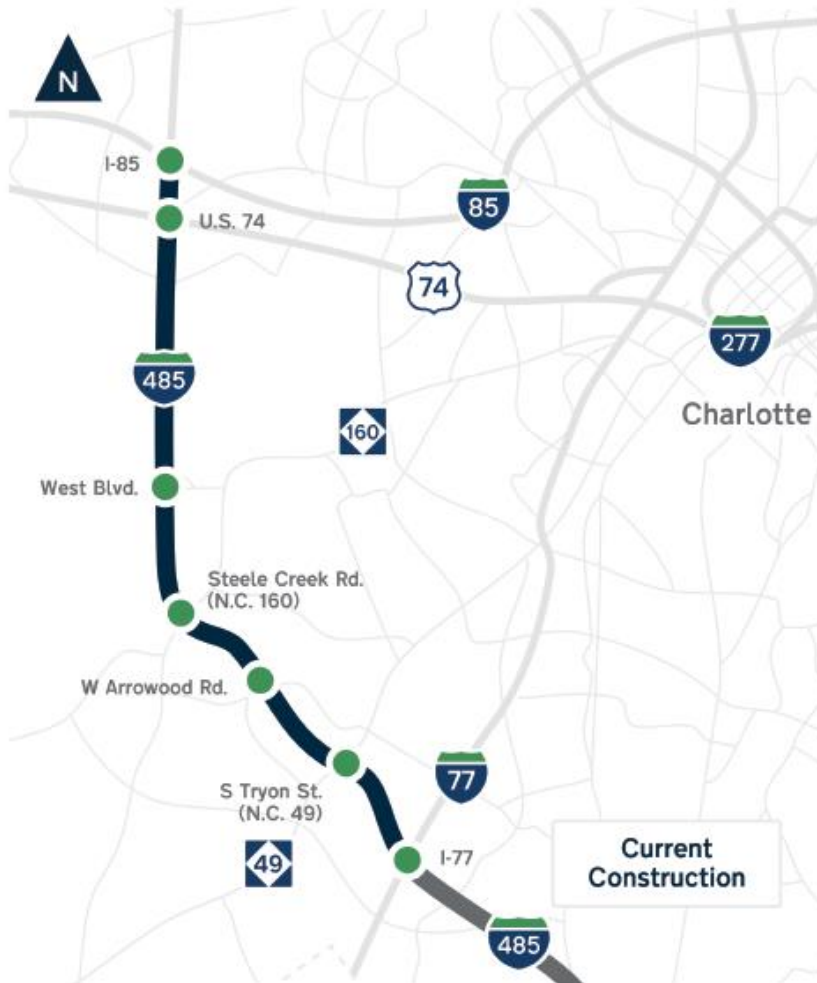 N
I-85
U.S. 74
85
74
277
485
Charlotte
160
West Blvd.
Steele Creek Rd.
(N.C. 160)
W Arrowood Rd.
77
S Tryon St.
(N.C. 49)
49
I-77
Current
Construction
485